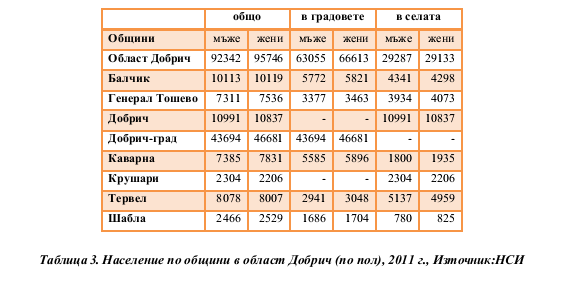 общо в градовете в селата
Общини мъже жени мъже жени мъже жени
Област Добрич 92342 95746 63055 66613 29287 29133
Балчик 10113 10119 5772 5821 4341 4298
Генерал Тошево 7311 7536 3377 3463 3934 4073
Добрич 10991 10837 - - 10991 10837
Добрич-град 43694 46681 43694 46681 - -
Каварна 7385 7831 5585 5896 1800 1935
Крушари 2304 2206 - - 2304 2206
Тервел 8078 8007 2941 3048 5137 4959
Шабла 2466 2529 1686 1704 780 825
Таблица 3. Население по общини в област Добрич (по пол), 2011 г., Източник:НСИ